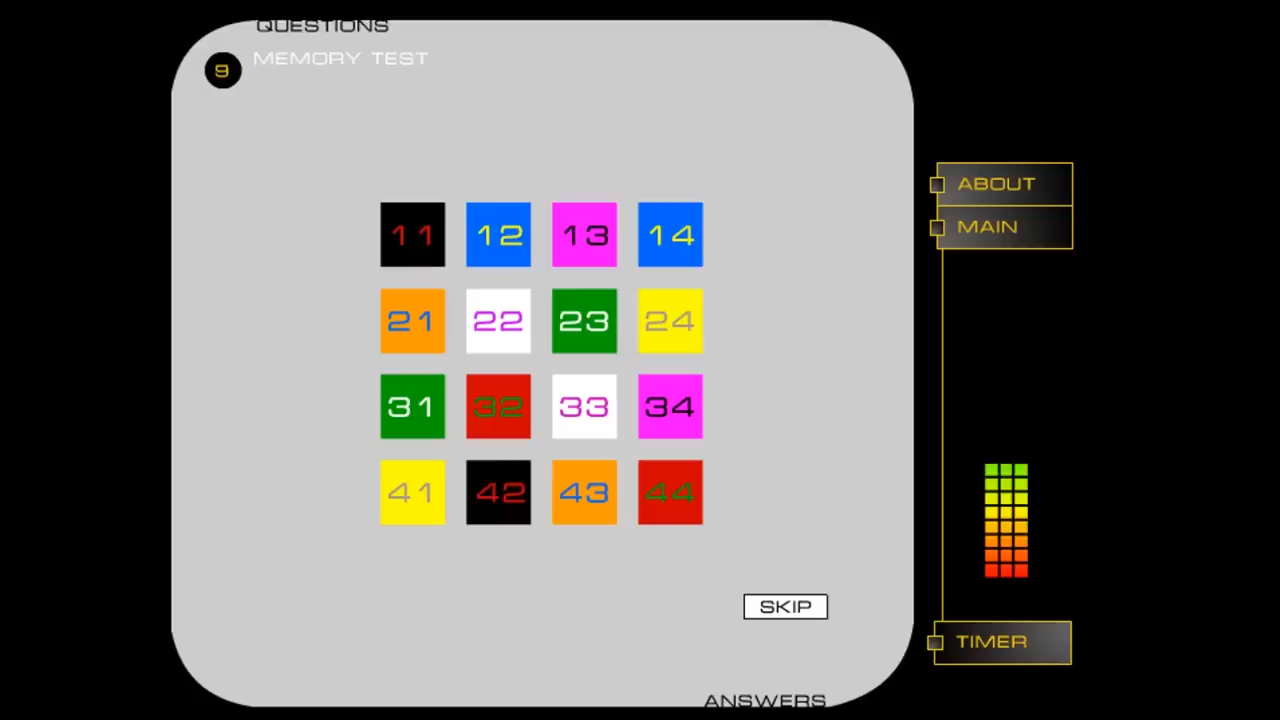 QUESTIONS
9 MEMORY TEST
11 12 13 14
21 22 23 24
31 32 33 34
41 42 43 44
SKIP
ANSWERS
ABOUT
MAIN
TIMER